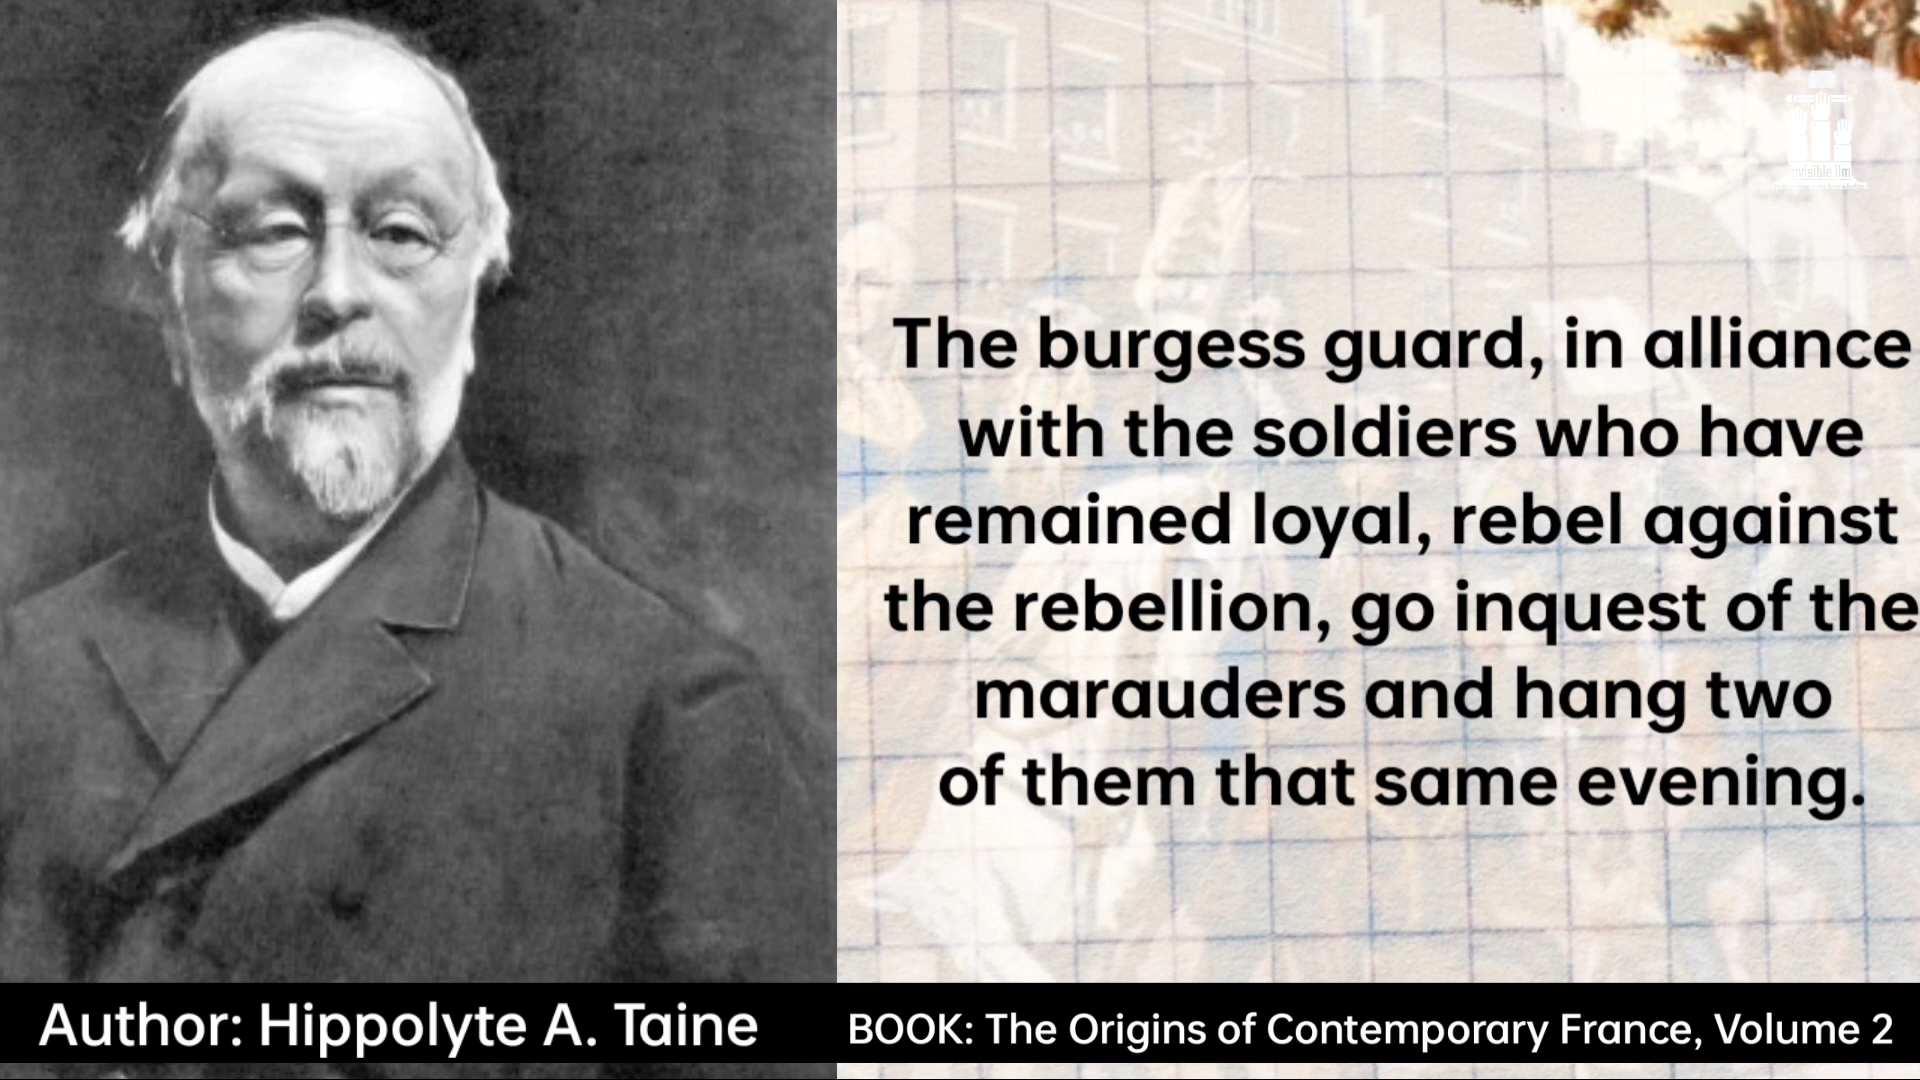 invisible ilm
The burgess guard, in alliance
with the soldiers who have
remained loyal, rebel against
the rebellion, go inquest of the
marauders and hang two
of them that same evening.
Author: Hippolyte A. Taine
BOOK: The Origins of Contemporary France, Volume 2